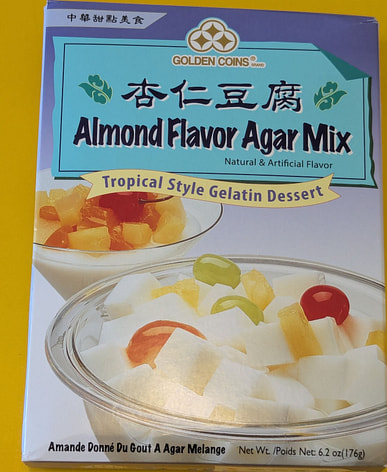 中華甜點美食
GOLDEN COINS® BRAND
杏仁豆腐
Almond Flavor Agar Mix
Natural & Artificial Flavor
Tropical Style Gelatin Dessert
Amande Donné Du Gout A Agar Melange
Net Wt. /Poids Net: 6.2 oz(176g)